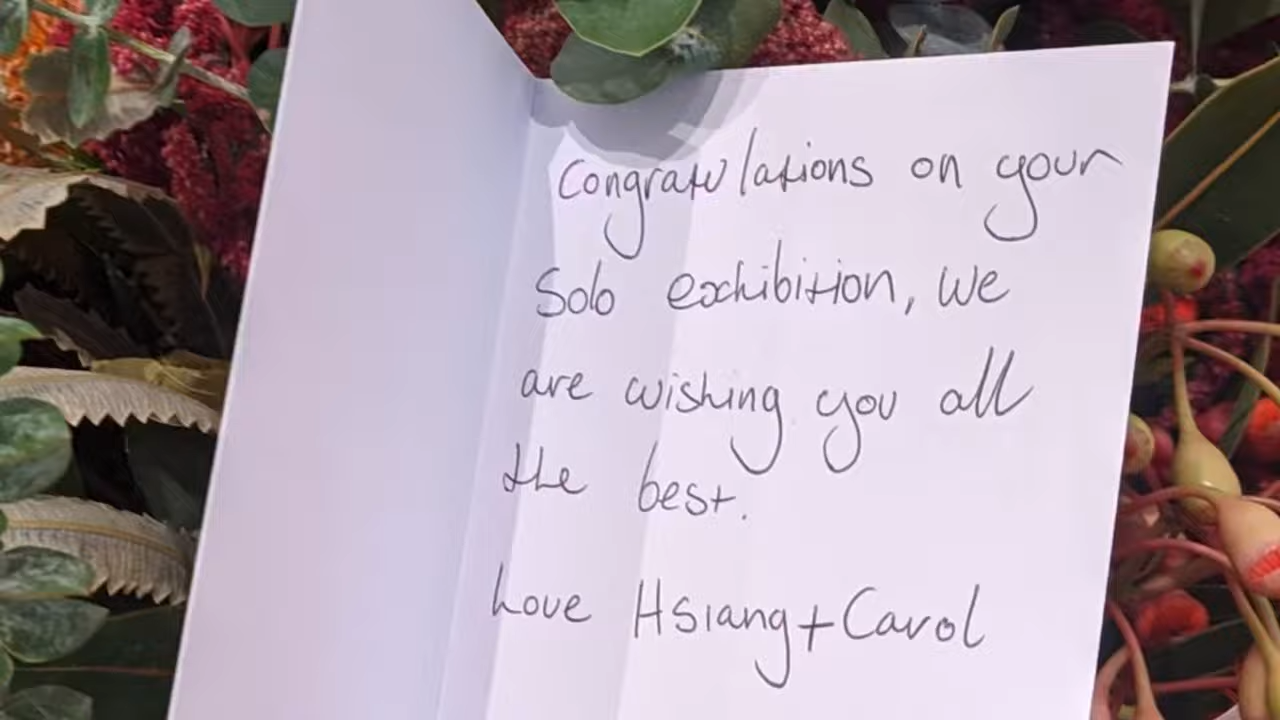 Congratulations on your
Solo exhibition, we
are wishing you all
the best.
Love Hsiang+Carol